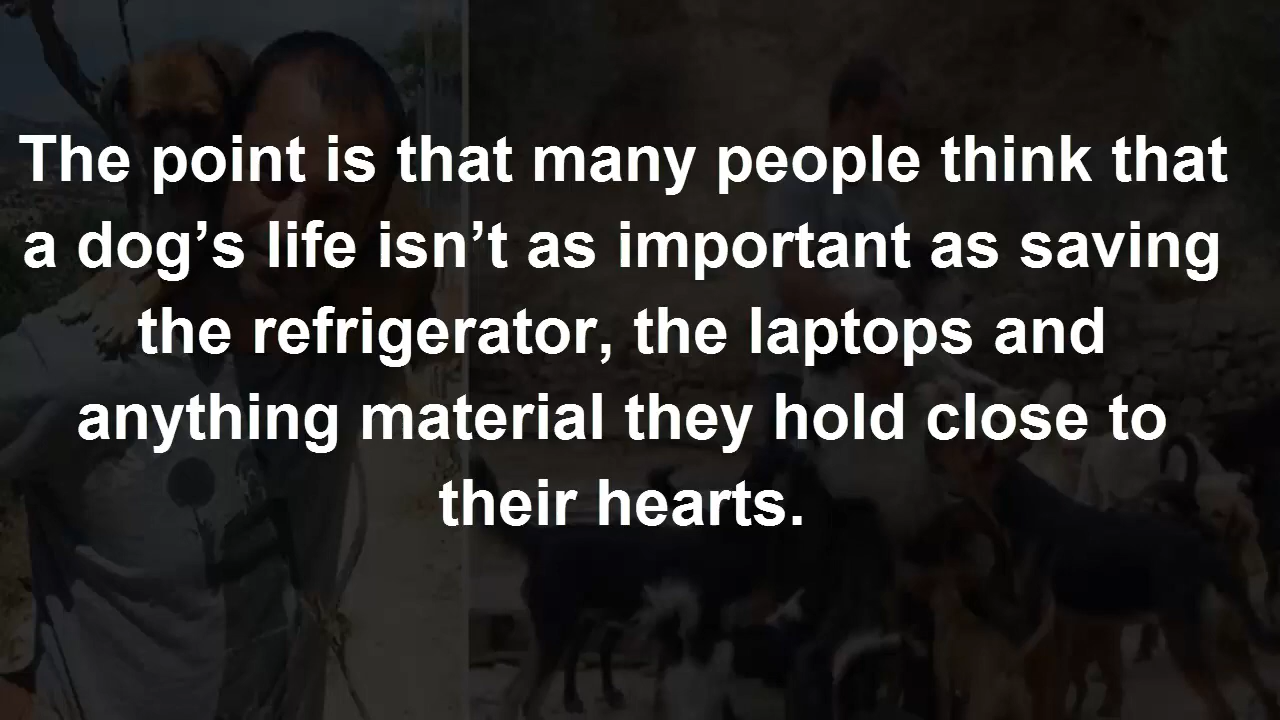 The point is that many people think that
a dog’s life isn’t as important as saving
the refrigerator, the laptops and
anything material they hold close to
their hearts.